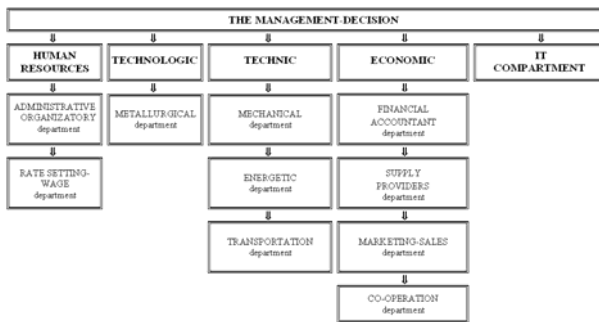 THE MANAGEMENT-DECISION
HUMAN
RESOURCES
TECHNOLOGIC
TECHNIC
ECONOMIC
IT
COMPARTMENT
ADMINISTRATIVE
ORGANIZATORY
department
METALLURGICAL
department
MECHANICAL
department
FINANCIAL
ACCOUNTANT
department
RATE SETTING-
WAGE
department
ENERGETIC
department
SUPPLY
PROVIDERS
department
TRANSPORTATION
department
MARKETING-SALES
department
CO-OPERATION
department